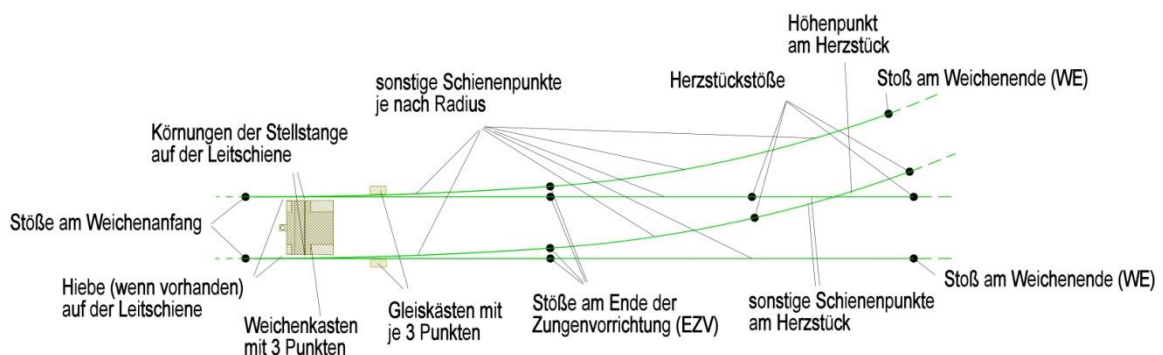 Höhenpunkt
am Herzstück
sonstige Schienenpunkte
je nach Radius
Herzstückstöße
Stoß am Weichenende (WE)
Körnungen der Stellstange
auf der Leitschiene
Stöße am Weichenanfang
Hiebe (wenn vorhanden)
auf der Leitschiene
Weichenkasten
mit 3 Punkten
Gleiskästen mit
je 3 Punkten
Stöße am Ende der
Zungenvorrichtung (EZV)
sonstige Schienenpunkte
am Herzstück
Stoß am Weichenende (WE)